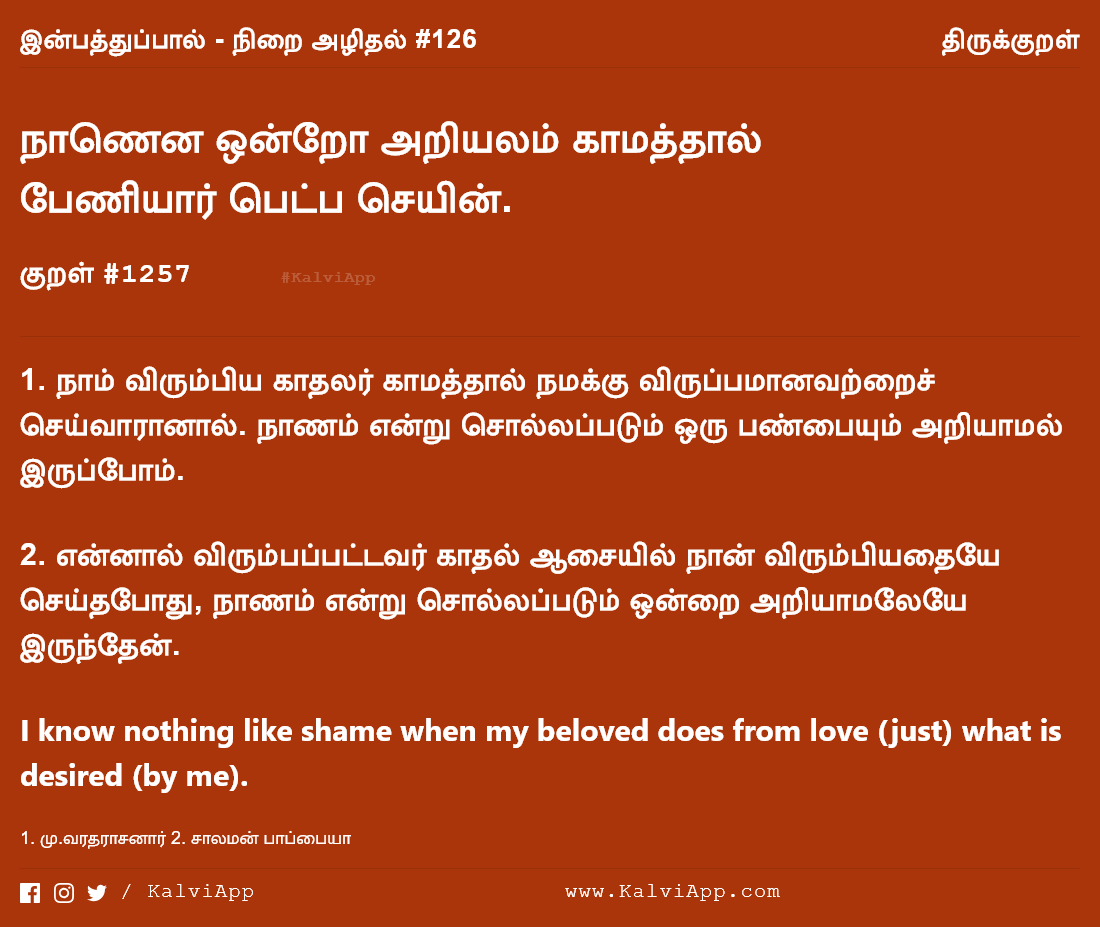 இன்பத்துப்பால் - நிறை அழிதல் #126 திருக்குறள்
நாணென ஒன்றோ அறியலம் காமத்தால்
பேணியார் பெட்ப செயின்.
குறள் #1257 #KalviApp
1. நாம் விரும்பிய காதலர் காமத்தால் நமக்கு விருப்பமானவற்றைச்
செய்வாரானால். நாணம் என்று சொல்லப்படும் ஒரு பண்பையும் அறியாமல்
இருப்போம்.
2. என்னால் விரும்பப்பட்டவர் காதல் ஆசையில் நான் விரும்பியதையே
செய்தபோது, நாணம் என்று சொல்லப்படும் ஒன்றை அறியாமலேயே
இருந்தேன்.
I know nothing like shame when my beloved does from love (just) what is
desired (by me).
1. மு.வரதராசனார் 2. சாலமன் பாப்பையா
/ KalviApp www.KalviApp.com